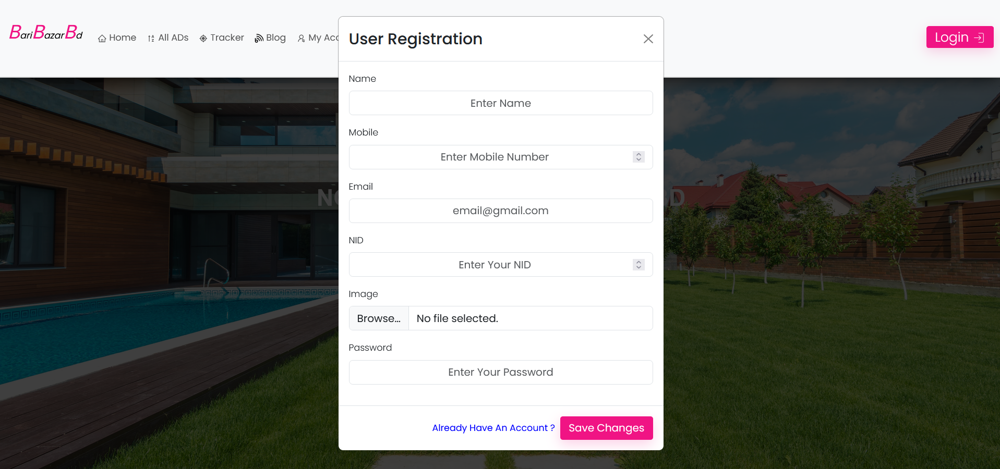 BariBazarBd
Home
All ADs
Tracker
Blog
My Acc
Login
User Registration
Name
Enter Name
Mobile
Enter Mobile Number
Email
email@gmail.com
NID
Enter Your NID
Image
Browse...
No file selected.
Password
Enter Your Password
Already Have An Account ?
Save Changes